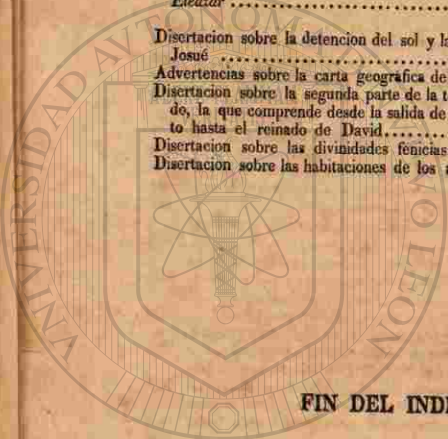 Eleazar ..............................
Disertacion sobre la detencion del sol y la
Josué ..............................
Advertencias sobre la carta geográfica de
Disertacion sobre la segunda parte de la
do, la que comprende desde la salida de
to hasta el reinado de David........
Disertacion sobre las divinidades fenicias
Disertacion sobre las habitaciones de los
FIN DEL